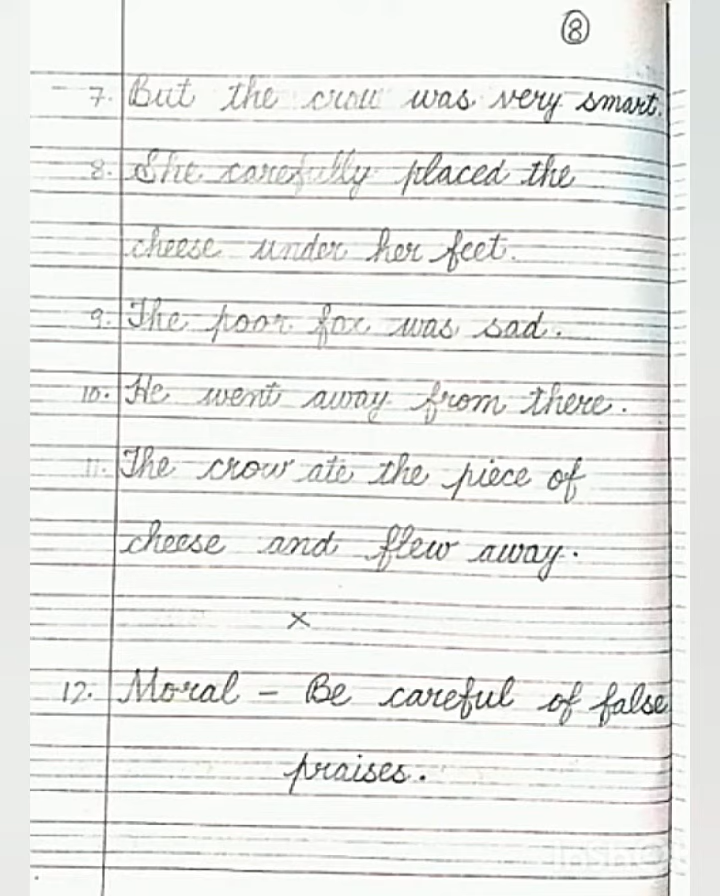 8
7. But the crow was very smart.
8. She carefully placed the
cheese under her feet.
9. The poor fox was sad.
10. He went away from there.
11. The crow ate the piece of
cheese and flew away.
×
12. Moral - Be careful of false
praises.